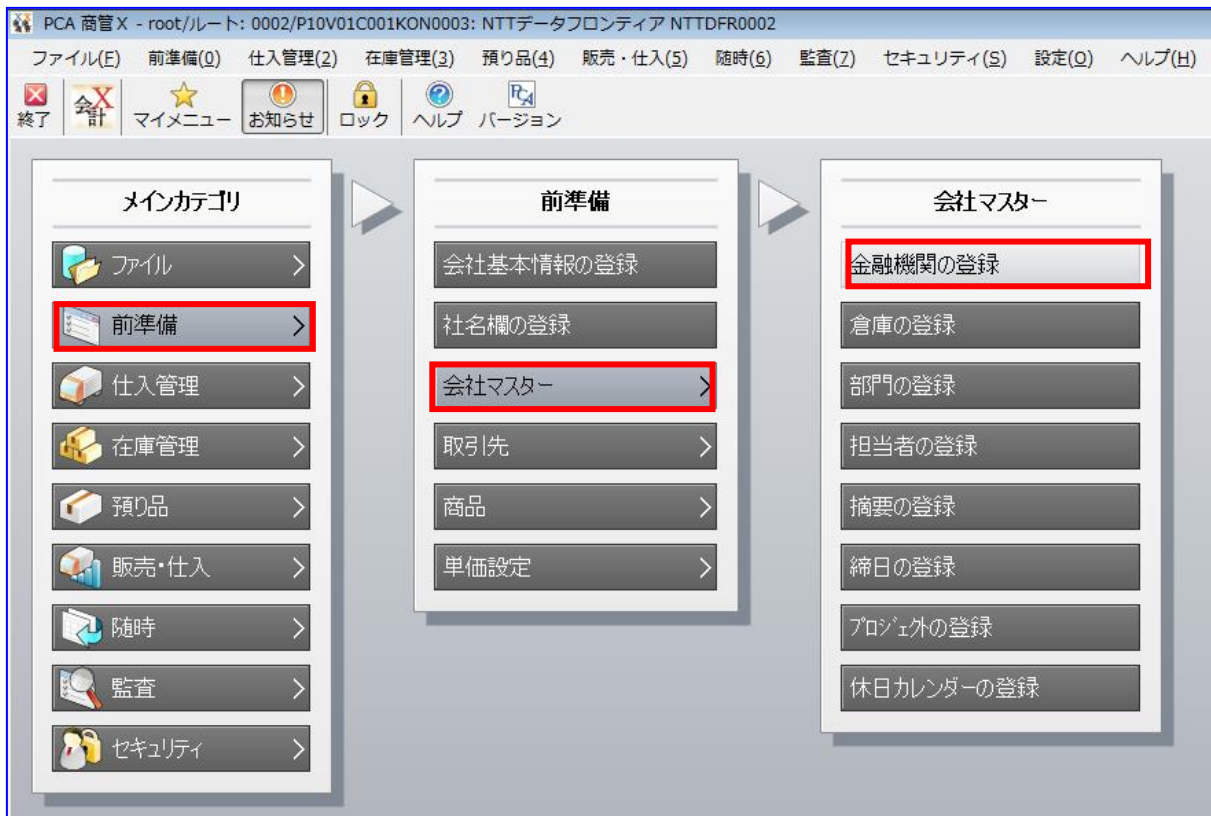 PCA 商管X - root/ルート: 0002/P10V01C001KON0003: NTTデータフロンティア NTTDFR0002
ファイル(F) 前準備(0) 仕入管理(2) 在庫管理(3) 預り品(4) 販売・仕入(5) 随時(6) 監査(7) セキュリティ(S) 設定(O) ヘルプ(H)
終了 会計X マイメニュー お知らせ ロック ヘルプ PCA バージョン
メインカテゴリ
ファイル
前準備
仕入管理
在庫管理
預り品
販売・仕入
随時
監査
セキュリティ
前準備
会社基本情報の登録
社名欄の登録
会社マスター
取引先
商品
単価設定
会社マスター
金融機関の登録
倉庫の登録
部門の登録
担当者の登録
摘要の登録
締日の登録
プロジェクトの登録
休日カレンダーの登録